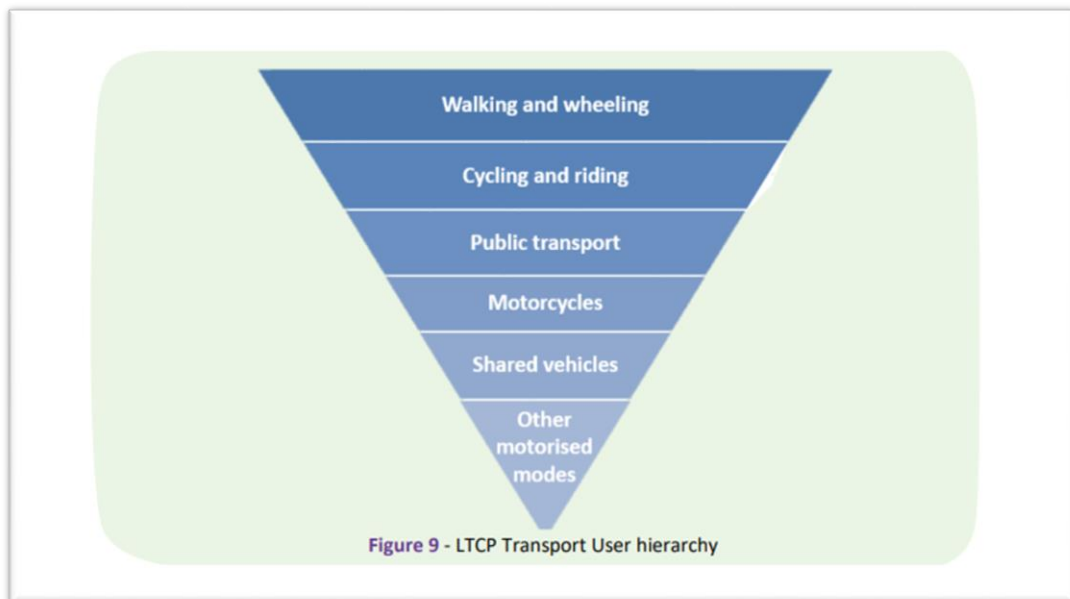 Walking and wheeling
Cycling and riding
Public transport
Motorcycles
Shared vehicles
Other
motorised
modes
Figure 9 - LTCP Transport User hierarchy